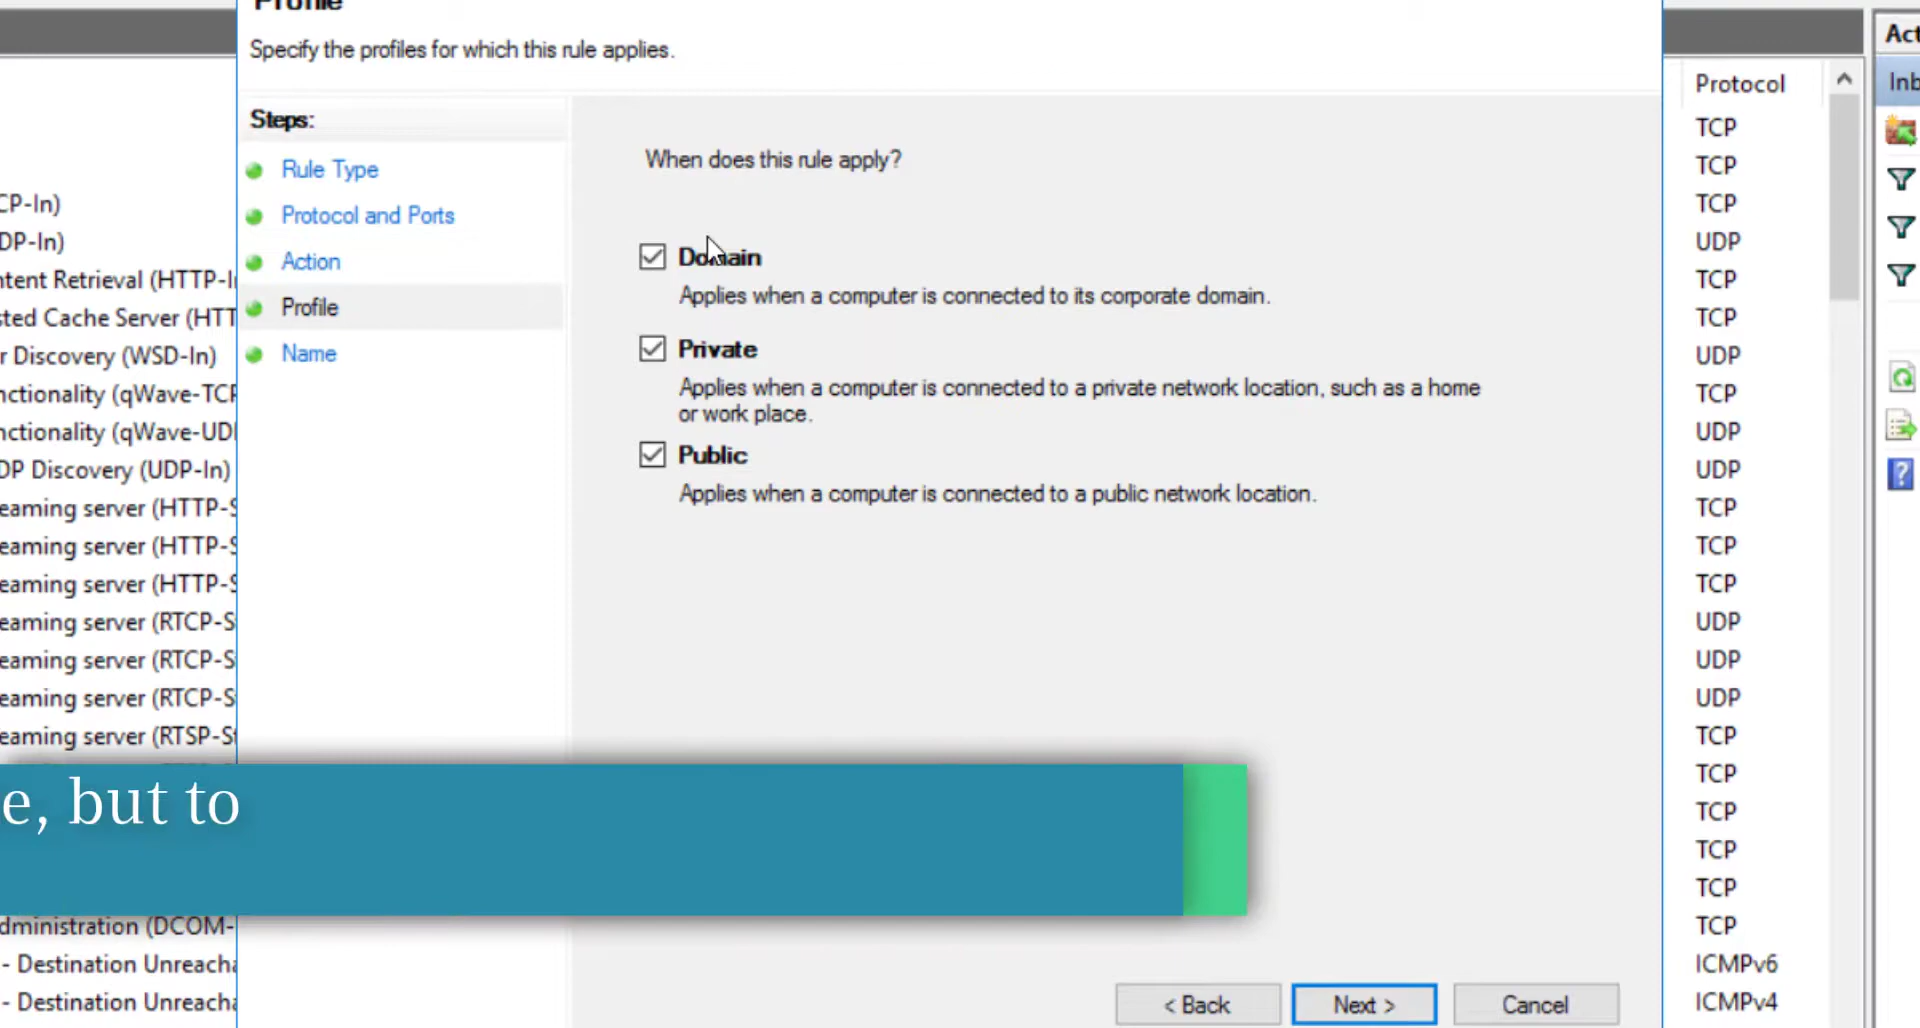 Profile
Specify the profiles for which this rule applies.
Steps:
Rule Type
Protocol and Ports
Action
Profile
Name
When does this rule apply?
Domain
Applies when a computer is connected to its corporate domain.
Private
Applies when a computer is connected to a private network location, such as a home
or work place.
Public
Applies when a computer is connected to a public network location.
< Back
Next >
Cancel
CP-In)
DP-In)
ntent Retrieval (HTTP-I
sted Cache Server (HTT
r Discovery (WSD-In)
nctionality (qWave-TCP
nctionality (qWave-UD
DP Discovery (UDP-In)
eaming server (HTTP-S
eaming server (HTTP-S
eaming server (HTTP-S
eaming server (RTCP-S
eaming server (RTCP-S
eaming server (RTCP-S
eaming server (RTSP-S
e, but to
dministration (DCOM-
- Destination Unreacha
- Destination Unreacha
Protocol
TCP
TCP
TCP
UDP
TCP
TCP
UDP
TCP
UDP
UDP
TCP
TCP
TCP
UDP
UDP
UDP
TCP
TCP
TCP
TCP
TCP
TCP
ICMPv6
ICMPv4
Act
Inb